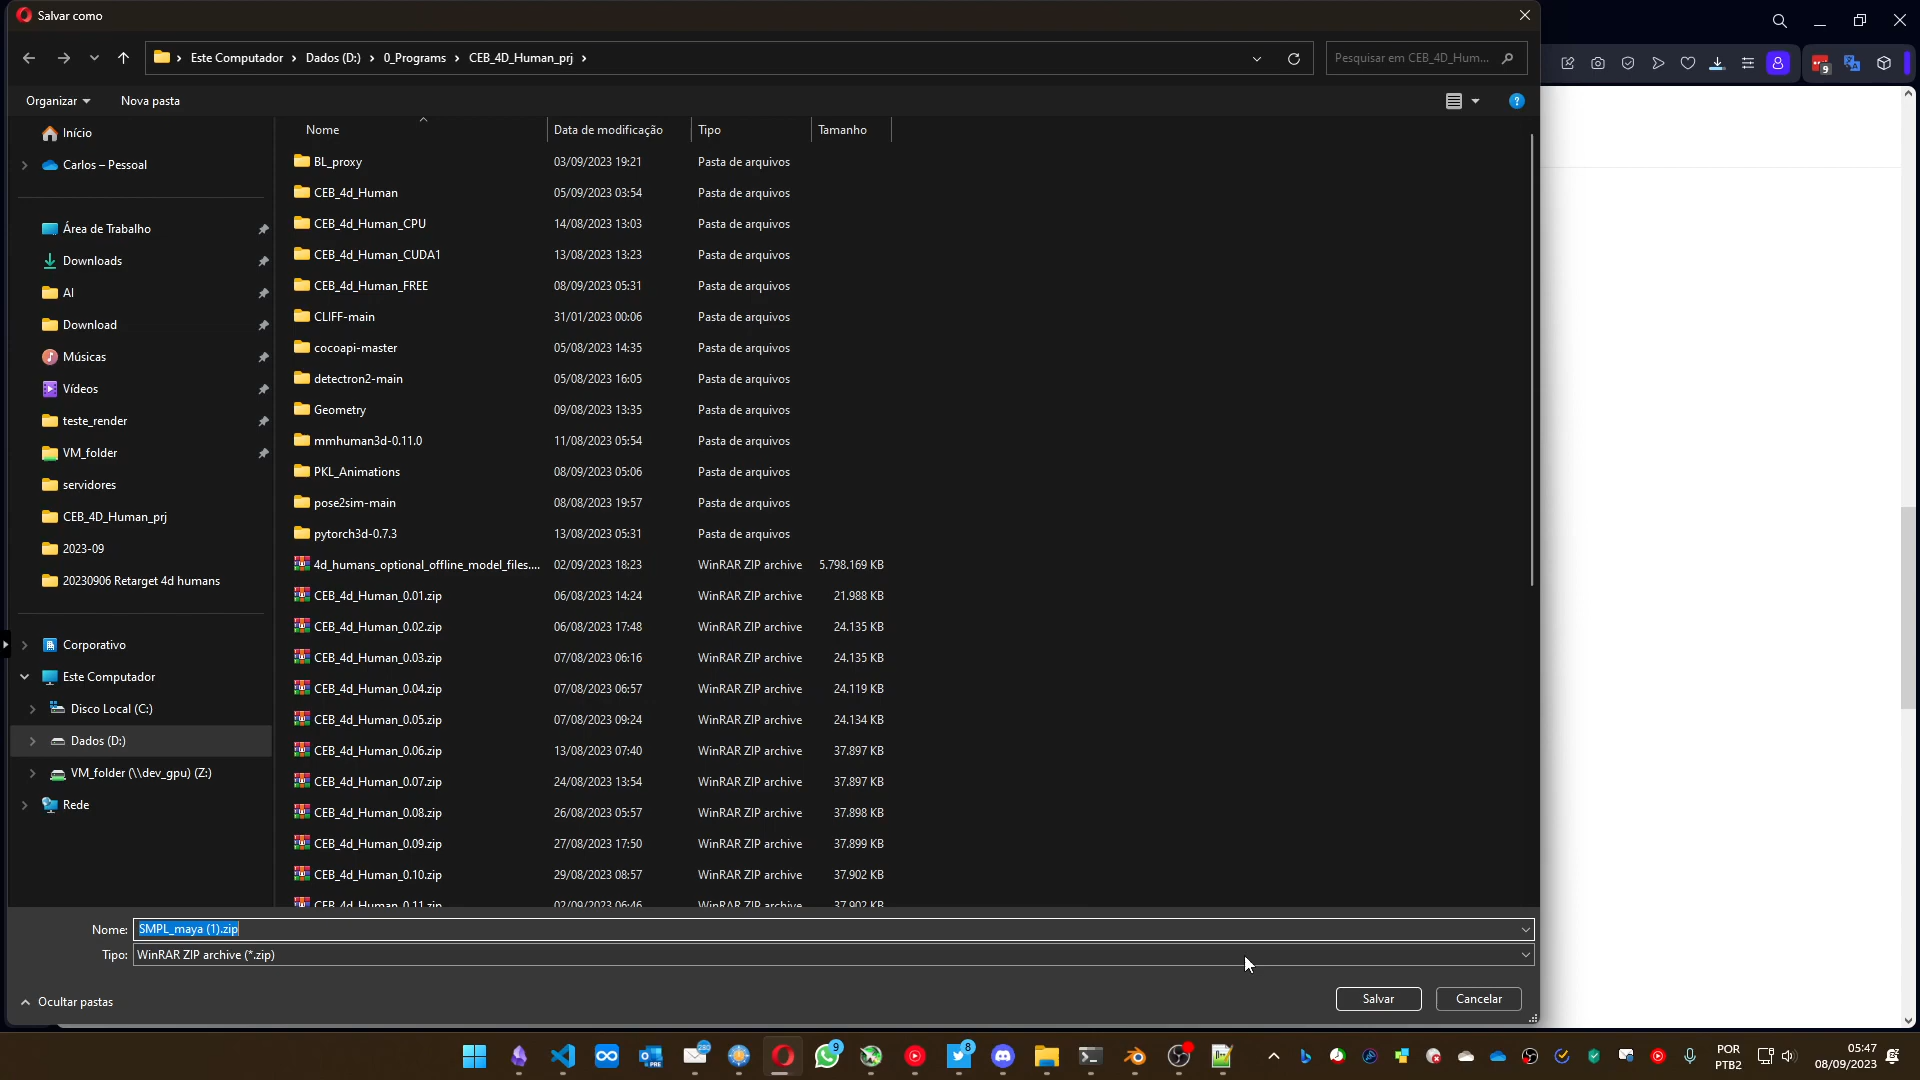 Salvar como
Este Computador > Dados (D:) > 0_Programs > CEB_4D_Human_prj >
Pesquisar em CEB_4D_Hum...
9
Organizar
Nova pasta
?
Início
Carlos – Pessoal
Área de Trabalho
Downloads
AI
Download
Músicas
Vídeos
teste_render
VM_folder
servidores
CEB_4D_Human_prj
2023-09
20230906 Retarget 4d humans
Corporativo
Este Computador
Disco Local (C:)
Dados (D:)
VM_folder (\\dev_gpu) (Z:)
Rede
Nome Data de modificação Tipo Tamanho
BL_proxy 03/09/2023 19:21 Pasta de arquivos
CEB_4d_Human 05/09/2023 03:54 Pasta de arquivos
CEB_4d_Human_CPU 14/08/2023 13:03 Pasta de arquivos
CEB_4d_Human_CUDA1 13/08/2023 13:23 Pasta de arquivos
CEB_4d_Human_FREE 08/09/2023 05:31 Pasta de arquivos
CLIFF-main 31/01/2023 00:06 Pasta de arquivos
cocoapi-master 05/08/2023 14:35 Pasta de arquivos
detectron2-main 05/08/2023 16:05 Pasta de arquivos
Geometry 09/08/2023 13:35 Pasta de arquivos
mmhuman3d-0.11.0 11/08/2023 05:54 Pasta de arquivos
PKL_Animations 08/09/2023 05:06 Pasta de arquivos
pose2sim-main 08/08/2023 19:57 Pasta de arquivos
pytorch3d-0.7.3 13/08/2023 05:31 Pasta de arquivos
4d_humans_optional_offline_model_files.... 02/09/2023 18:23 WinRAR ZIP archive 5.798.169 KB
CEB_4d_Human_0.01.zip 06/08/2023 14:24 WinRAR ZIP archive 21.988 KB
CEB_4d_Human_0.02.zip 06/08/2023 17:48 WinRAR ZIP archive 24.135 KB
CEB_4d_Human_0.03.zip 07/08/2023 06:16 WinRAR ZIP archive 24.135 KB
CEB_4d_Human_0.04.zip 07/08/2023 06:57 WinRAR ZIP archive 24.119 KB
CEB_4d_Human_0.05.zip 07/08/2023 09:24 WinRAR ZIP archive 24.134 KB
CEB_4d_Human_0.06.zip 13/08/2023 07:40 WinRAR ZIP archive 37.897 KB
CEB_4d_Human_0.07.zip 24/08/2023 13:54 WinRAR ZIP archive 37.897 KB
CEB_4d_Human_0.08.zip 26/08/2023 05:57 WinRAR ZIP archive 37.898 KB
CEB_4d_Human_0.09.zip 27/08/2023 17:50 WinRAR ZIP archive 37.899 KB
CEB_4d_Human_0.10.zip 29/08/2023 08:57 WinRAR ZIP archive 37.902 KB
CEB_4d_Human_0.11.zip 02/09/2023 06:46 WinRAR ZIP archive 37.902 KB
Nome: SMPL_maya (1).zip
Tipo: WinRAR ZIP archive (*.zip)
Ocultar pastas
Salvar
Cancelar
9
8
POR
PTB2
05:47
08/09/2023